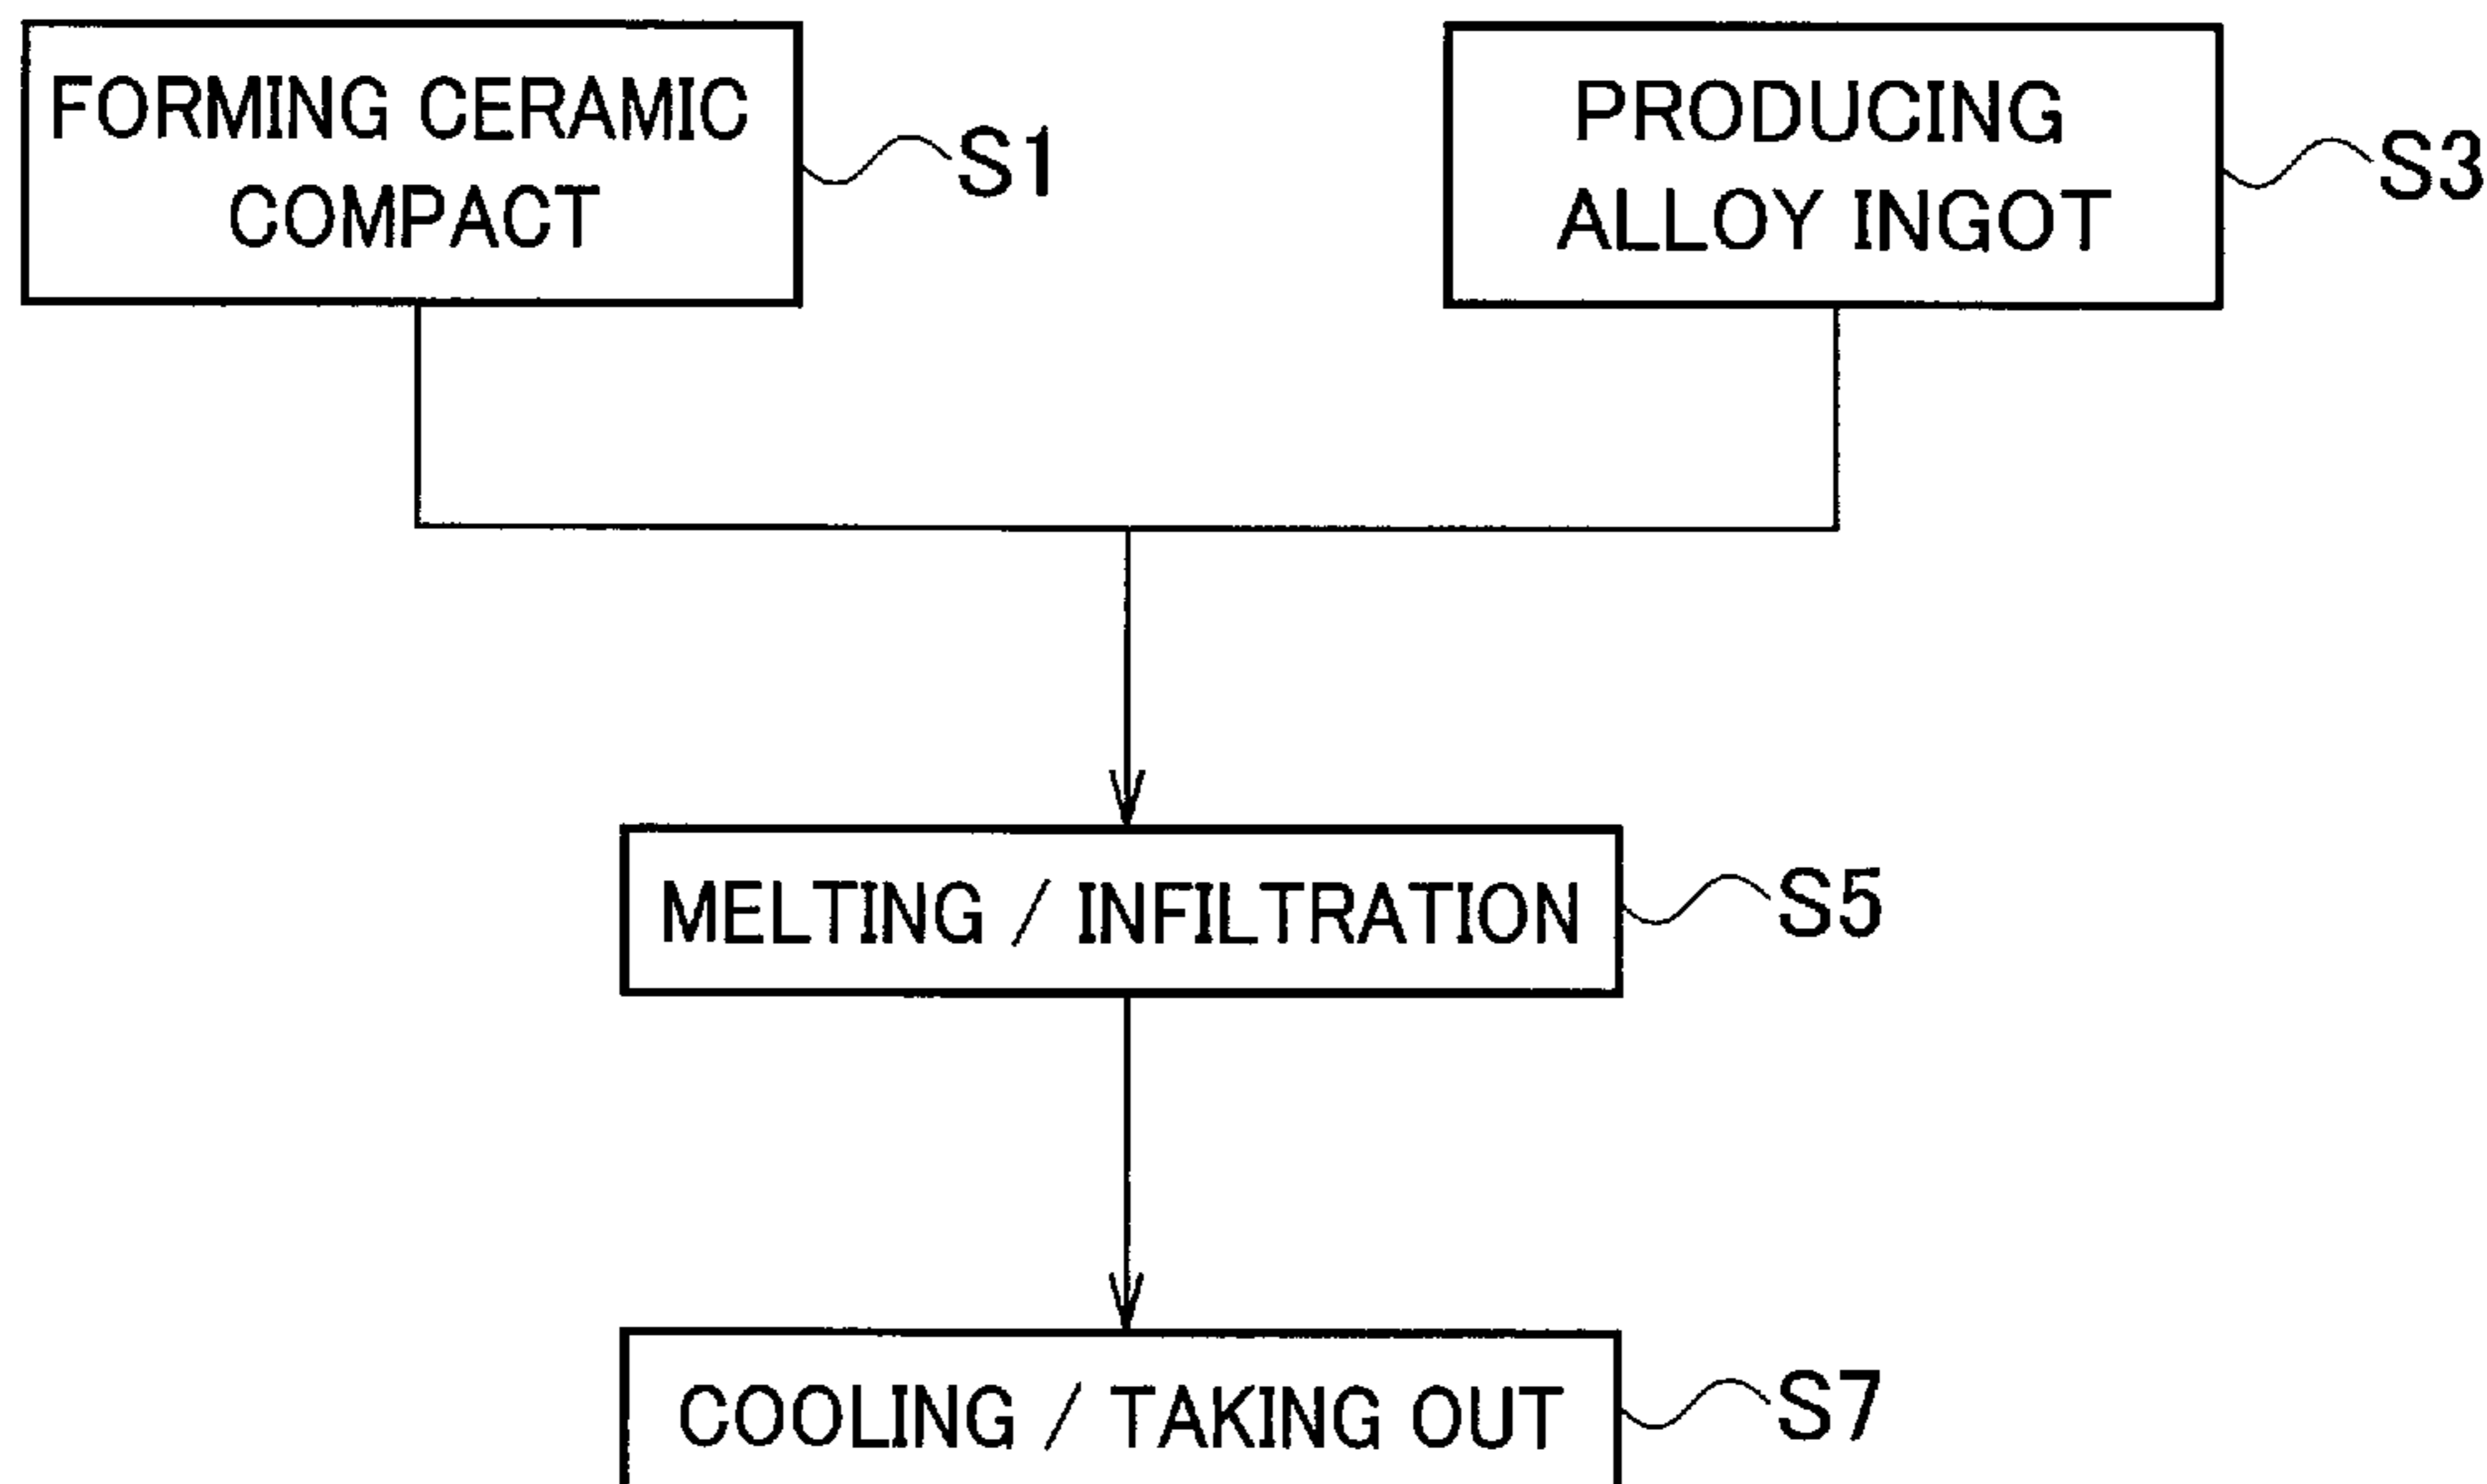 FORMING CERAMIC
COMPACT
S1
PRODUCING
ALLOY INGOT
S3
MELTING / INFILTRATION
S5
COOLING / TAKING OUT
S7